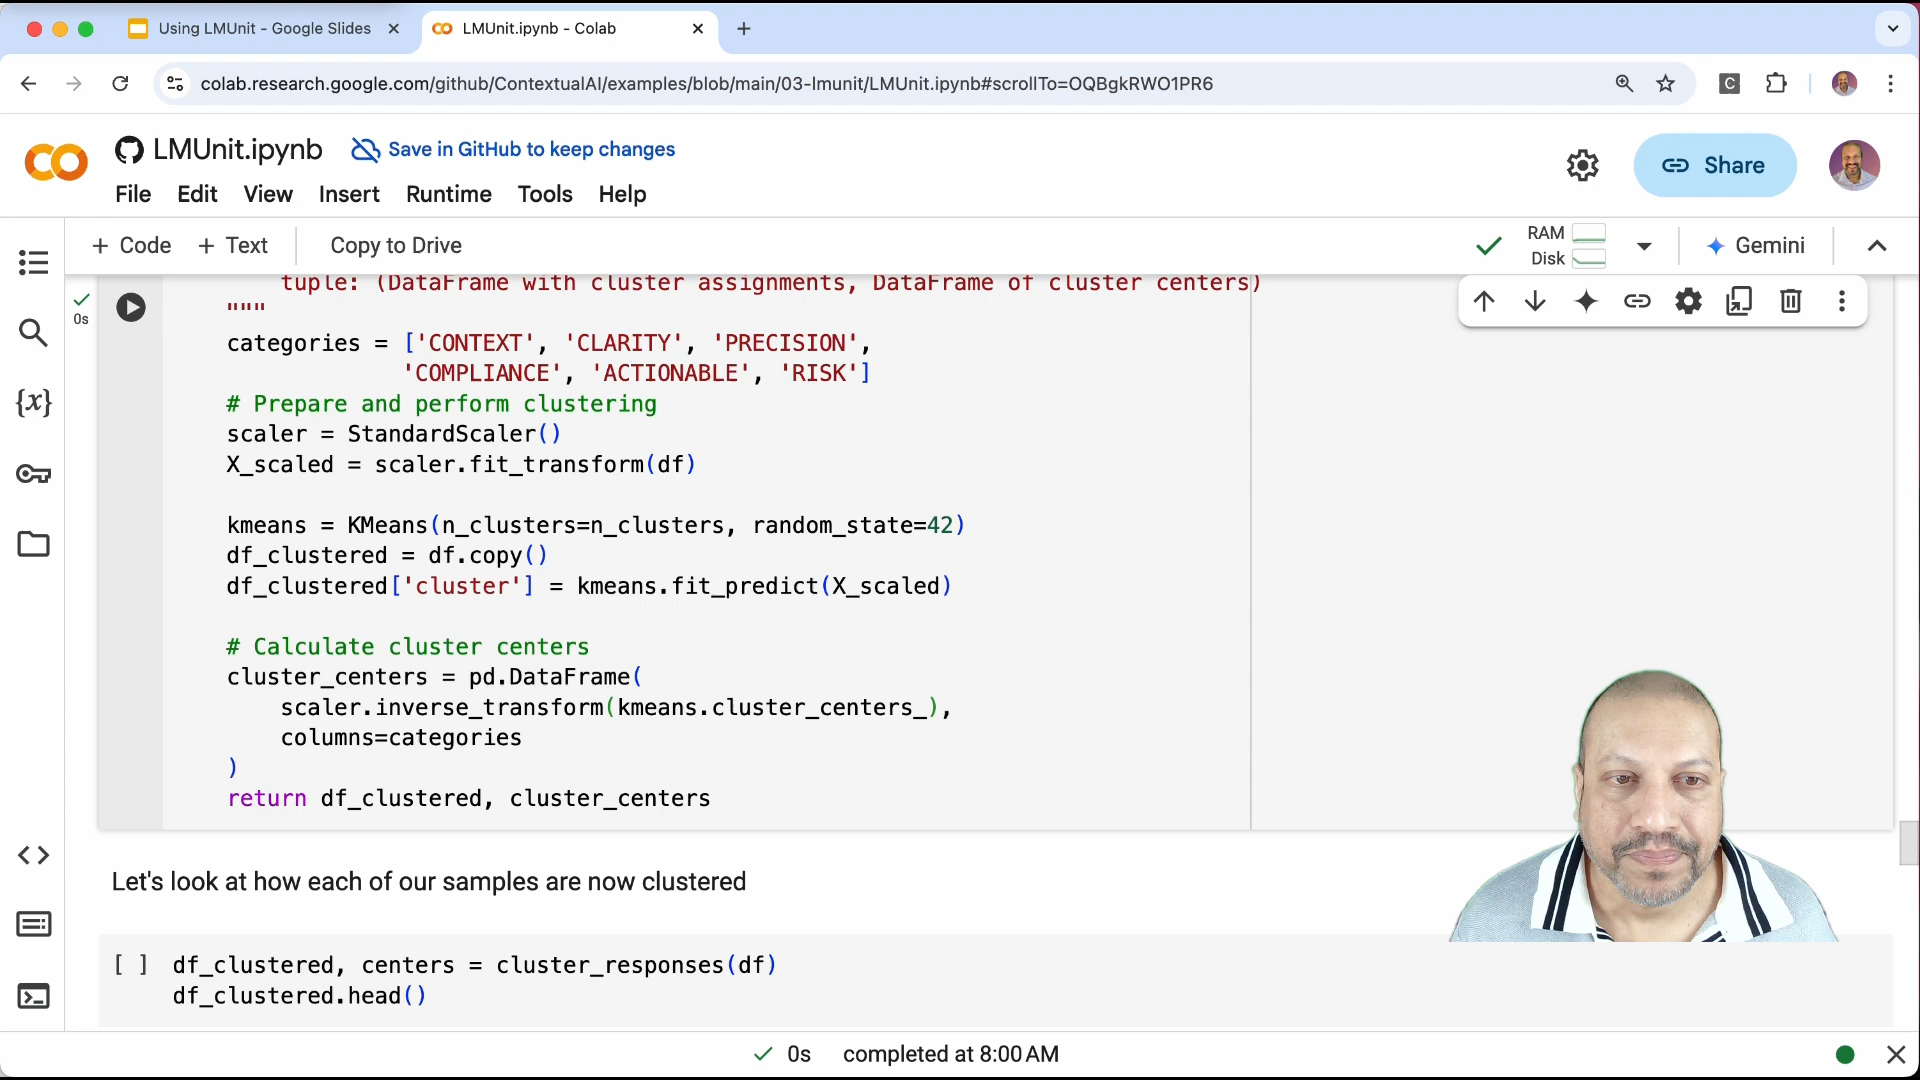 Using LMUnit - Google Slides
LMUnit.ipynb - Colab
colab.research.google.com/github/ContextualAI/examples/blob/main/03-lmunit/LMUnit.ipynb#scrollTo=OQBgkRWO1PR6
C
LMUnit.ipynb
Save in GitHub to keep changes
Share
File Edit View Insert Runtime Tools Help
+ Code + Text Copy to Drive
RAM
Disk
Gemini
0s
tuple: (DataFrame with cluster assignments, DataFrame of cluster centers)
"""
categories = ['CONTEXT', 'CLARITY', 'PRECISION',
'COMPLIANCE', 'ACTIONABLE', 'RISK']
# Prepare and perform clustering
scaler = StandardScaler()
X_scaled = scaler.fit_transform(df)
kmeans = KMeans(n_clusters=n_clusters, random_state=42)
df_clustered = df.copy()
df_clustered['cluster'] = kmeans.fit_predict(X_scaled)
# Calculate cluster centers
cluster_centers = pd.DataFrame(
scaler.inverse_transform(kmeans.cluster_centers_),
columns=categories
)
return df_clustered, cluster_centers
Let's look at how each of our samples are now clustered
[ ] df_clustered, centers = cluster_responses(df)
df_clustered.head()
0s completed at 8:00 AM